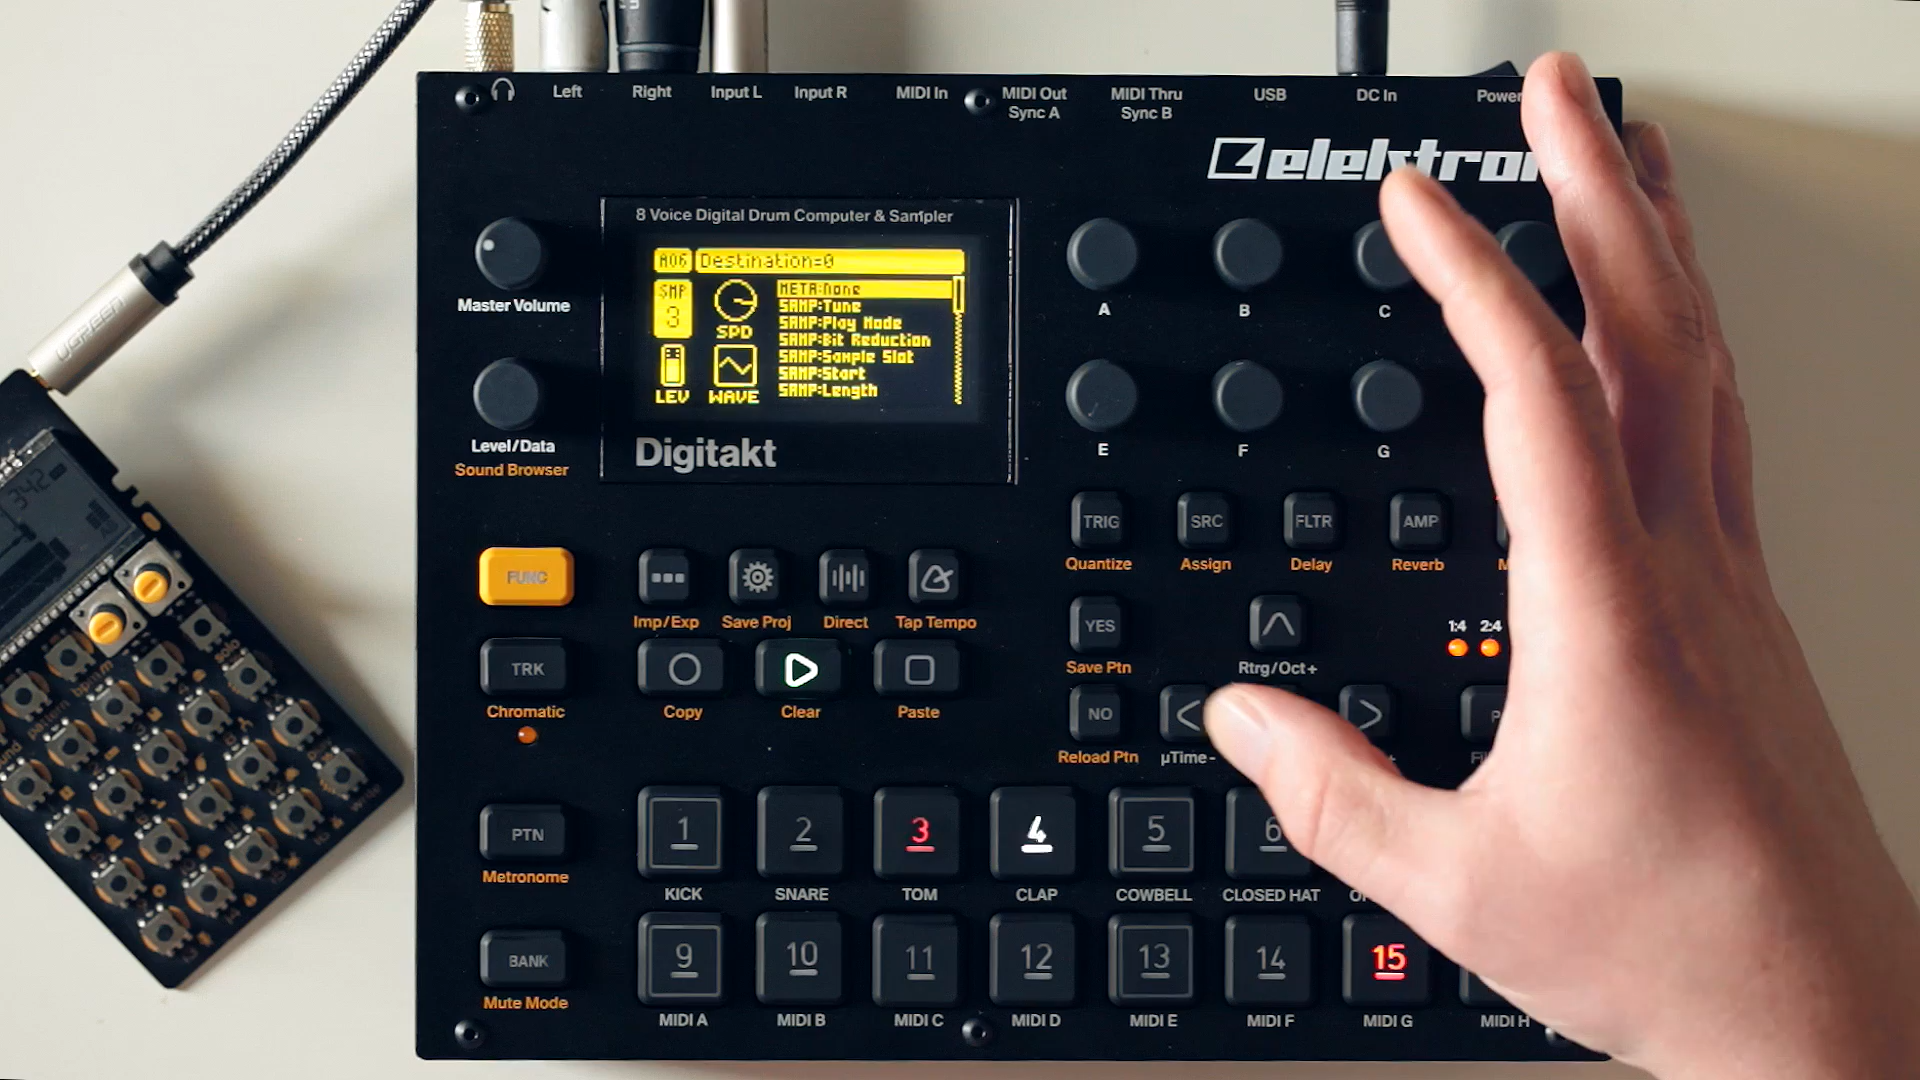 Left
Right
Input L
Input R
MIDI In
MIDI Out
Sync A
MIDI Thru
Sync B
USB
DC In
Power
elektron
8 Voice Digital Drum Computer & Sampler
A06
Destination=0
SMP
3
SPD
LEV
WAVE
META:None
SAMP:Tune
SAMP:Play Mode
SAMP:Bit Reduction
SAMP:Sample Slot
SAMP:Start
SAMP:Length
Digitakt
Master Volume
Level/Data
Sound Browser
A
B
C
E
F
G
UGREEN
TRIG
SRC
FLTR
AMP
Quantize
Assign
Delay
Reverb
FUNC
Imp/Exp
Save Proj
Direct
Tap Tempo
TRK
Chromatic
Copy
Clear
Paste
YES
Save Ptn
Rtrg/Oct+
1:4
2:4
NO
Reload Ptn
µTime-
PTN
Metronome
BANK
Mute Mode
1
2
3
4
5
6
KICK
SNARE
TOM
CLAP
COWBELL
CLOSED HAT
9
10
11
12
13
14
15
MIDI A
MIDI B
MIDI C
MIDI D
MIDI E
MIDI F
MIDI G
MIDI H
342
solo
write